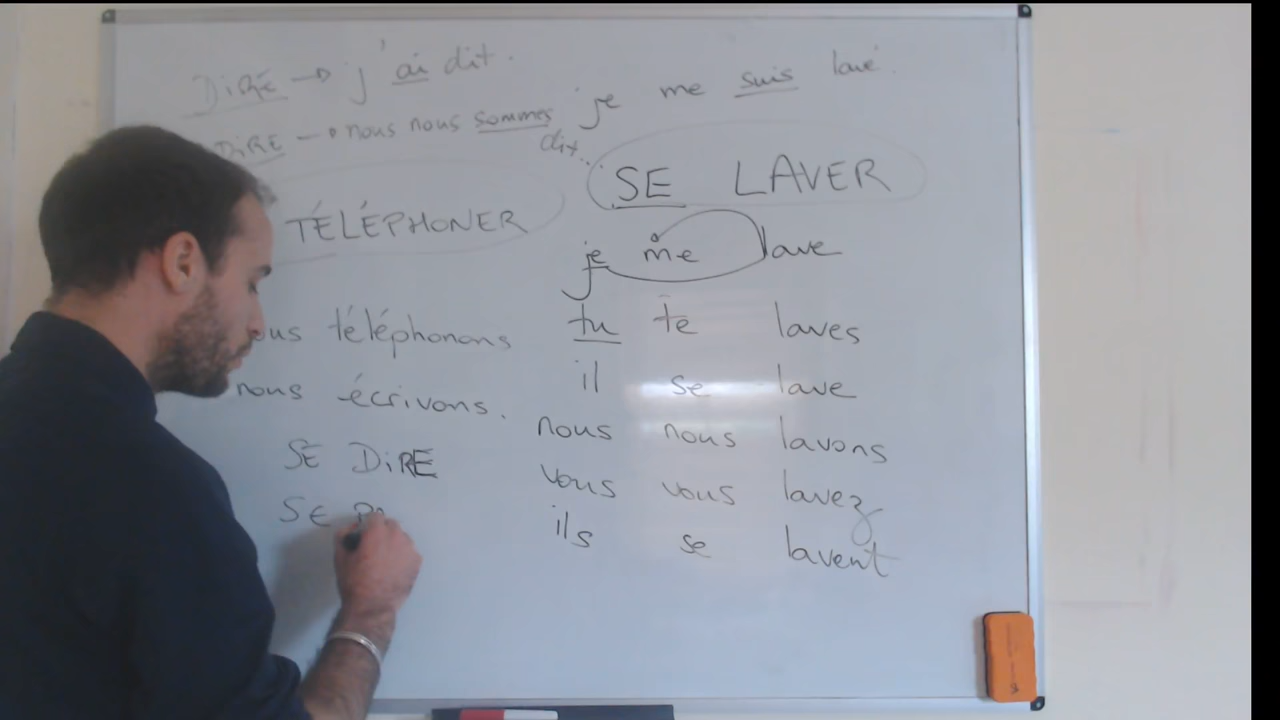 DIRE → j'ai dit.
DIRE → nous nous sommes dit...
je me suis lavé.
TÉLÉPHONER
téléphonons
nous écrivons.
SE DIRE
SE
SE LAVER
je me lave
tu te laves
il se lave
nous nous lavons
vous vous lavez
ils se lavent